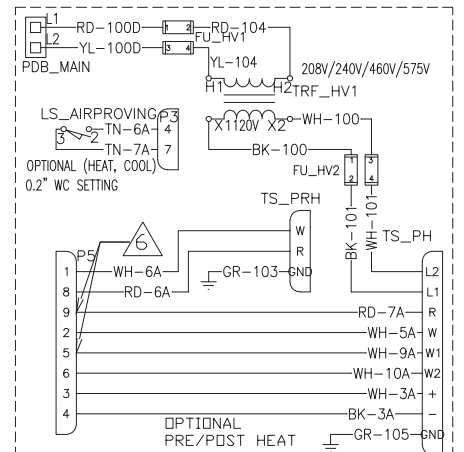 L1
RD-100D
1 2
RD-104
L2
FU_HV1
YL-100D
3 4
PDB_MAIN
YL-104
208V/240V/460V/575V
H1
H2
TRF_HV1
LS_AIRPROVING
P3
3
2
TN-6A
4
X1
120V
X2
WH-100
TN-7A
7
BK-100
OPTIONAL (HEAT, COOL)
0.2" WC SETTING
FU_HV2
1
2
3
4
TS_PRH
BK-101
WH-101
TS_PH
6
W
P5
R
1
WH-6A
GR-103
GND
L2
8
RD-6A
L1
9
RD-7A
R
2
WH-5A
W
5
WH-9A
W1
6
WH-10A
W2
3
WH-3A
+
4
BK-3A
-
OPTIONAL
PRE/POST HEAT
GR-105
GND